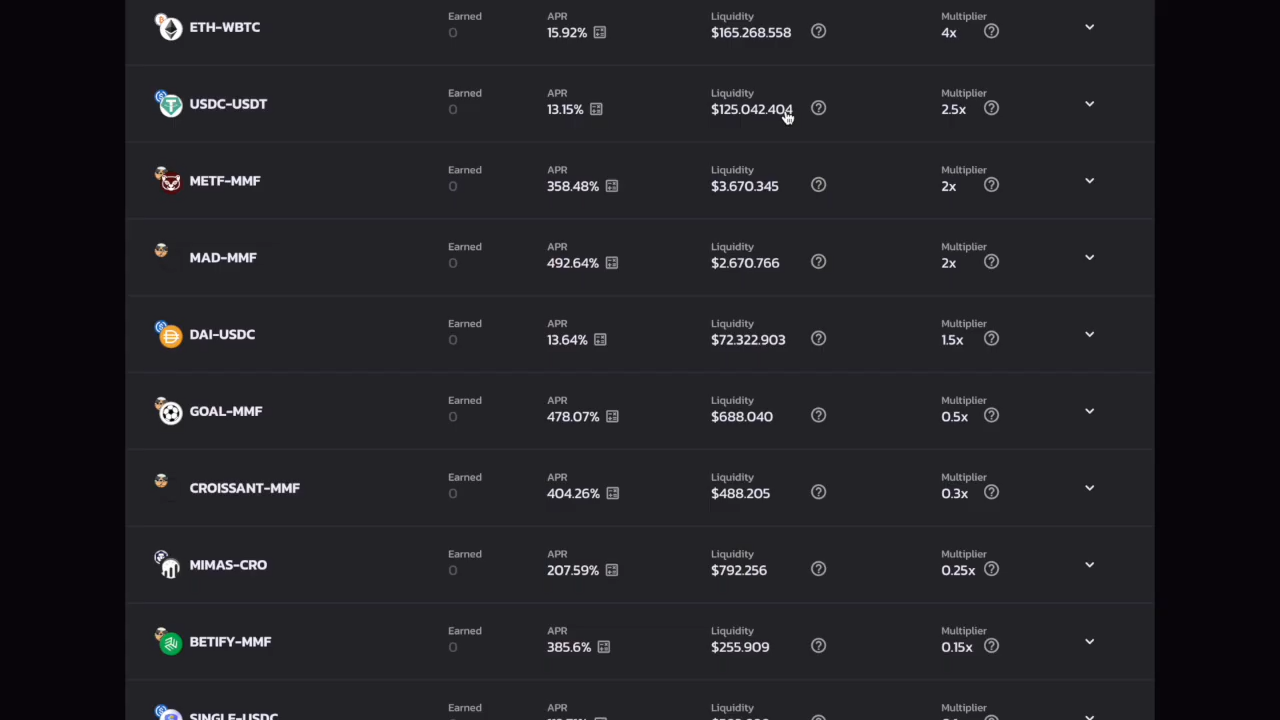 ETH-WBTC Earned 0 APR 15.92% Liquidity $165.268.558 Multiplier 4x
USDC-USDT Earned 0 APR 13.15% Liquidity $125.042.404 Multiplier 2.5x
METF-MMF Earned 0 APR 358.48% Liquidity $3.670.345 Multiplier 2x
MAD-MMF Earned 0 APR 492.64% Liquidity $2.670.766 Multiplier 2x
DAI-USDC Earned 0 APR 13.64% Liquidity $72.322.903 Multiplier 1.5x
GOAL-MMF Earned 0 APR 478.07% Liquidity $688.040 Multiplier 0.5x
CROISSANT-MMF Earned 0 APR 404.26% Liquidity $488.205 Multiplier 0.3x
MIMAS-CRO Earned 0 APR 207.59% Liquidity $792.256 Multiplier 0.25x
BETIFY-MMF Earned 0 APR 385.6% Liquidity $255.909 Multiplier 0.15x
SINGLE-USDC Earned APR Liquidity Multiplier